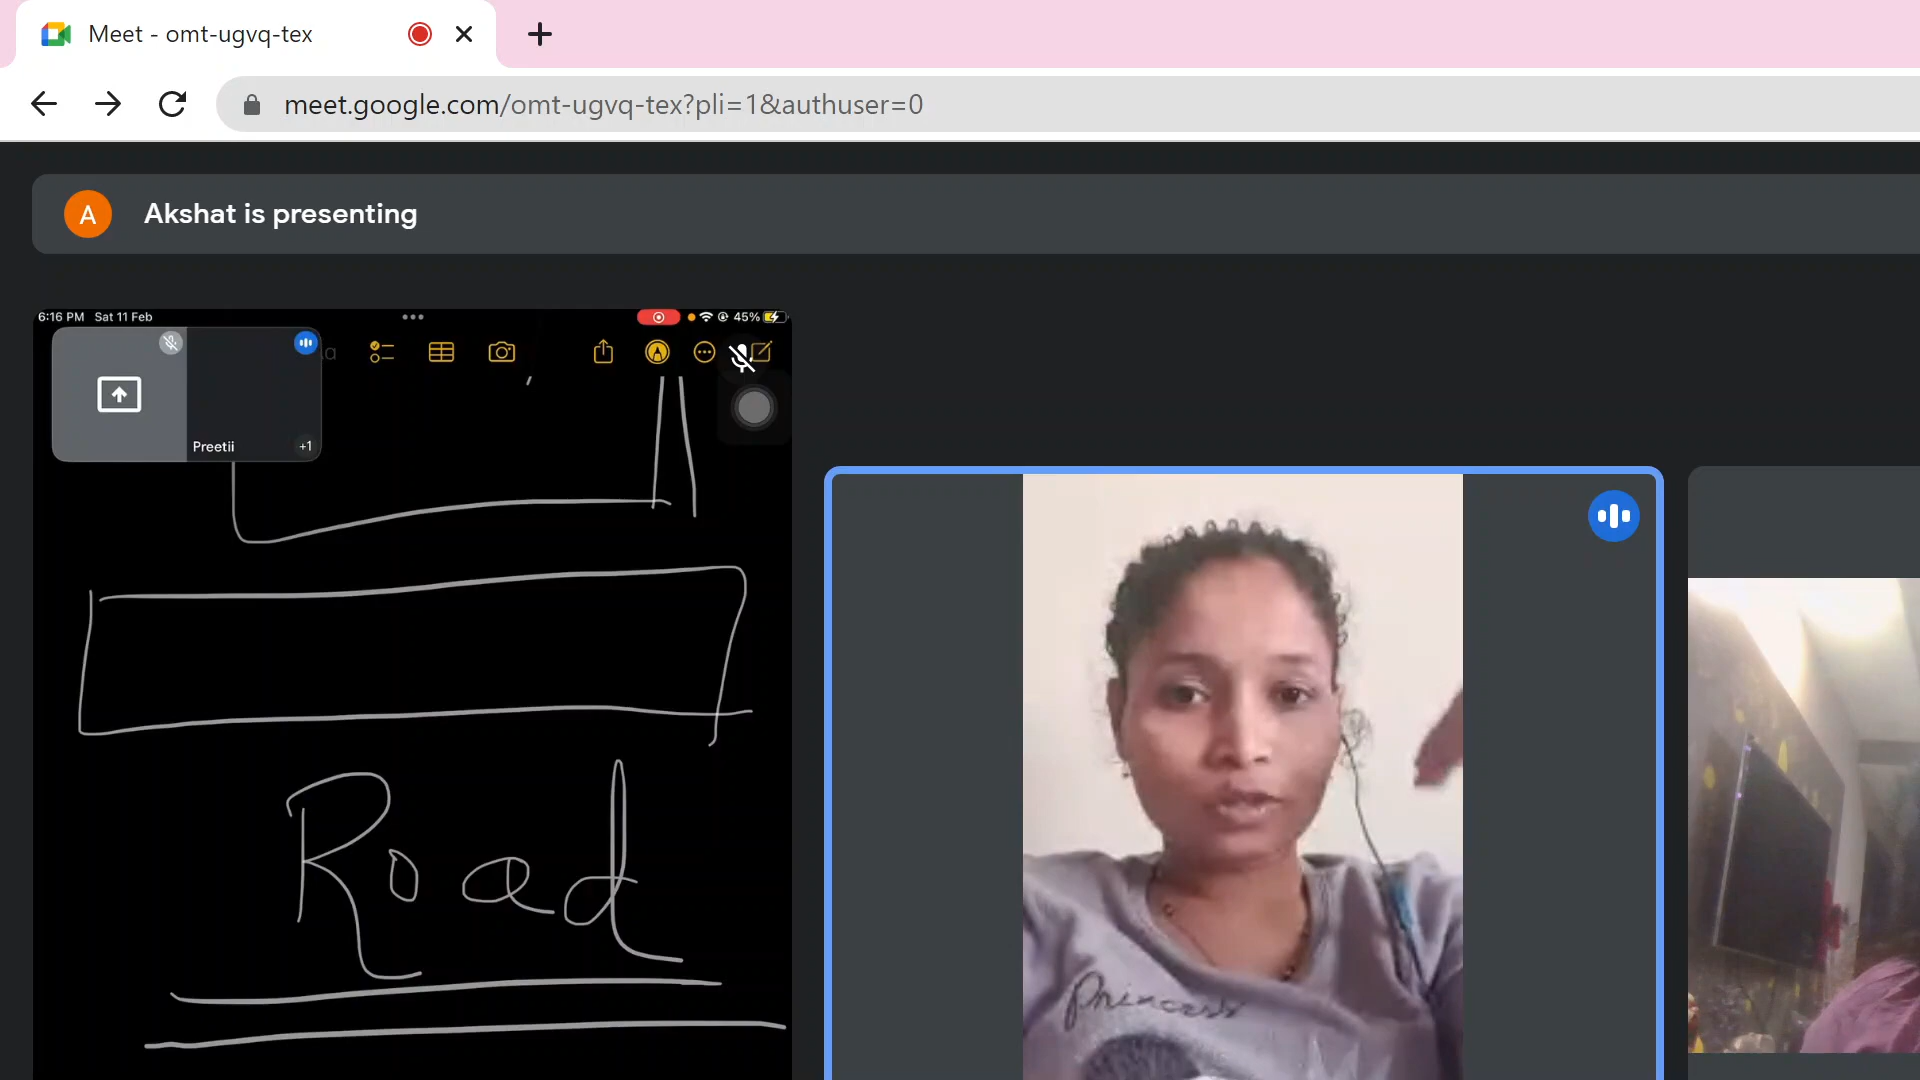 Meet - omt-ugvq-tex
meet.google.com/omt-ugvq-tex?pli=1&authuser=0
A
Akshat is presenting
6:16 PM Sat 11 Feb
45%
Preetii
+1
Road
Princess